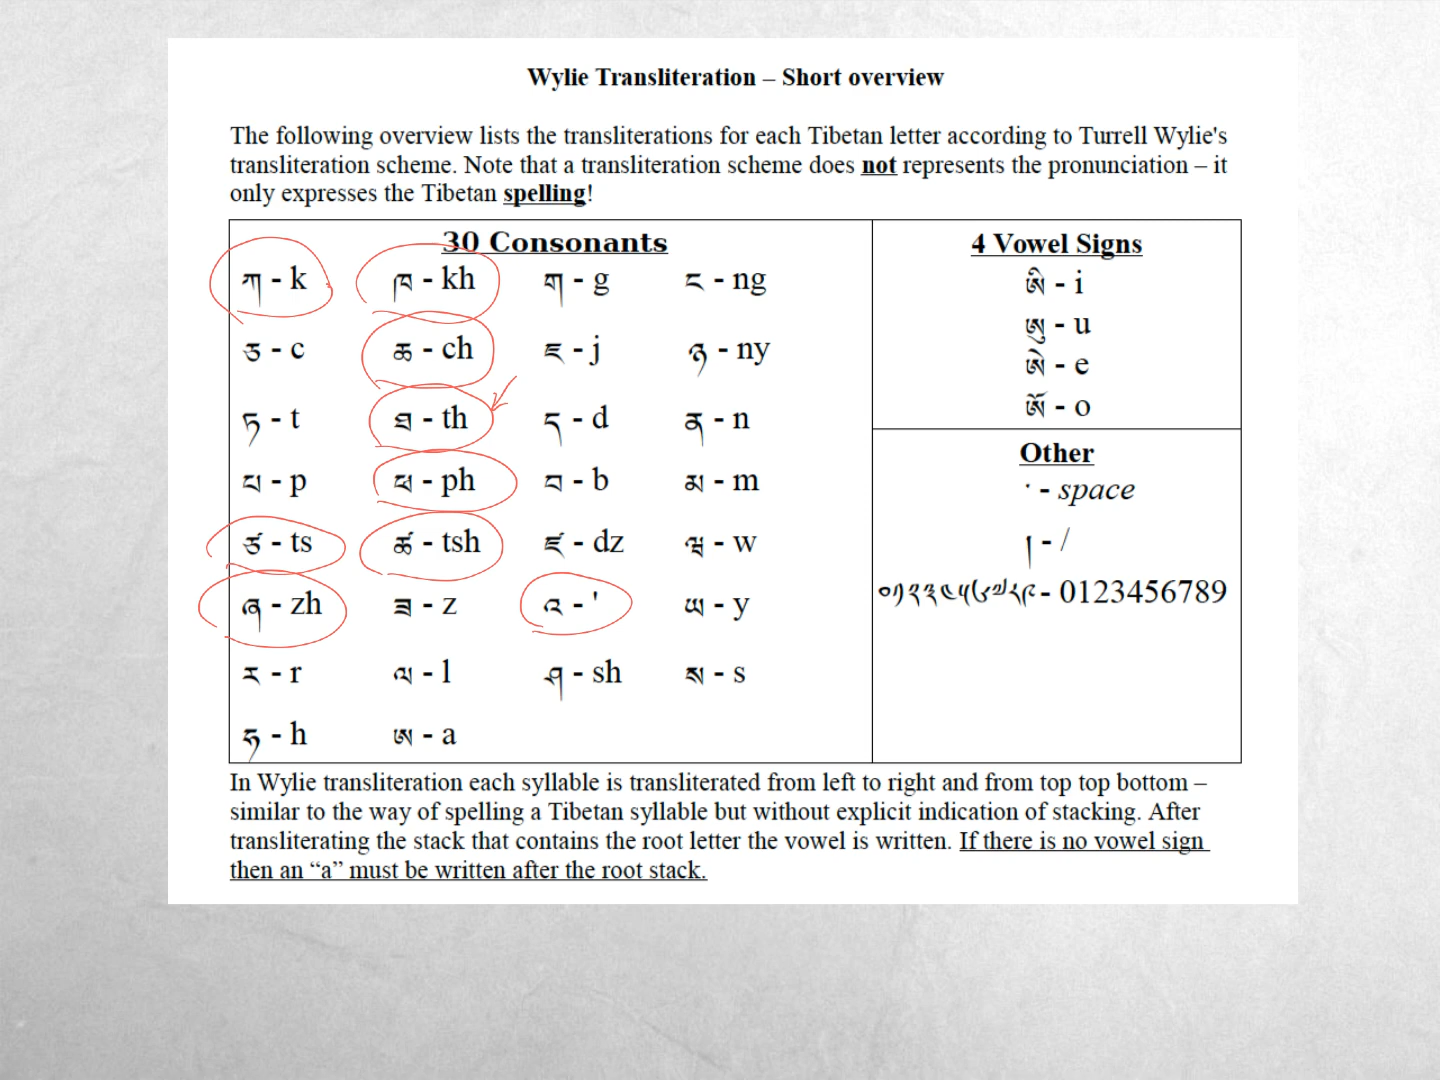 Wylie Transliteration – Short overview
The following overview lists the transliterations for each Tibetan letter according to Turrell Wylie's
transliteration scheme. Note that a transliteration scheme does not represents the pronunciation – it
only expresses the Tibetan spelling!
30 Consonants
ཀ - k ཁ - kh ག - g ང - ng
ཅ - c ཆ - ch ཇ - j ཉ - ny
ཏ - t ཐ - th ད - d ན - n
པ - p ཕ - ph བ - b མ - m
ཙ - ts ཚ - tsh ཛ - dz ཝ - w
ཞ - zh ཟ - z འ - ' ཡ - y
ར - r ལ - l ཤ - sh ས - s
ཧ - h ཨ - a
4 Vowel Signs
ཨི - i
ཨུ - u
ཨེ - e
ཨོ - o
Other
་ - space
། - /
༠༡༢༣༤༥༦༧༨༩ - 0123456789
In Wylie transliteration each syllable is transliterated from left to right and from top top bottom –
similar to the way of spelling a Tibetan syllable but without explicit indication of stacking. After
transliterating the stack that contains the root letter the vowel is written. If there is no vowel sign
then an “a” must be written after the root stack.